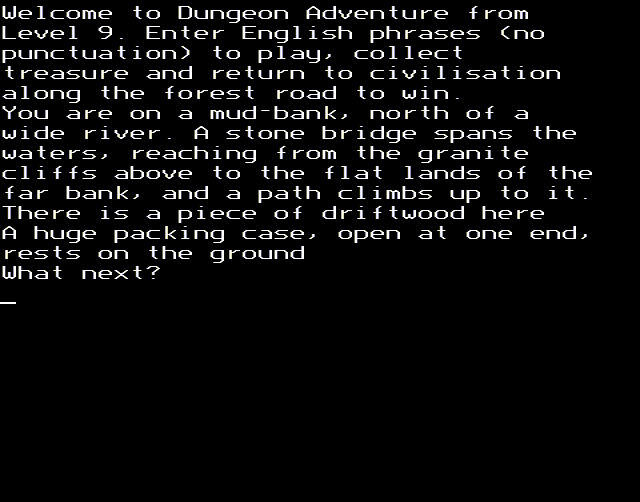 Welcome to Dungeon Adventure from
Level 9. Enter English phrases (no
punctuation) to play, collect
treasure and return to civilisation
along the forest road to win.
You are on a mud-bank, north of a
wide river. A stone bridge spans the
waters, reaching from the granite
cliffs above to the flat lands of the
far bank, and a path climbs up to it.
There is a piece of driftwood here
A huge packing case, open at one end,
rests on the ground
What next?